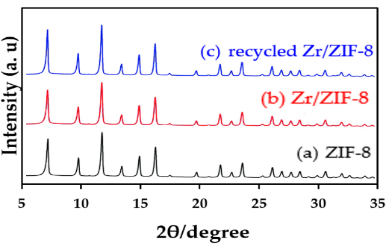 Intensity (a. u)
(c) recycled Zr/ZIF-8
(b) Zr/ZIF-8
(a) ZIF-8
5 10 15 20 25 30 35
2θ/degree